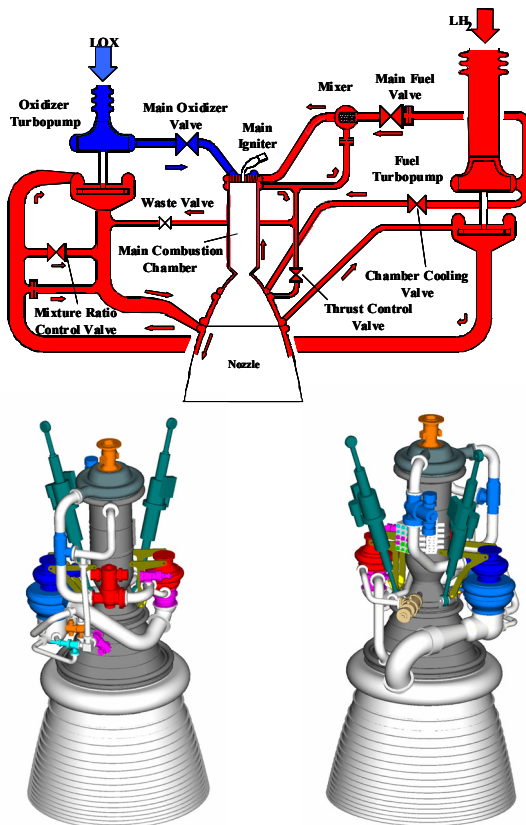 LOX
LH2
Oxidizer
Turbopump
Main Oxidizer
Valve
Main
Igniter
Mixer
Main Fuel
Valve
Fuel
Turbopump
Waste Valve
Main Combustion
Chamber
Chamber Cooling
Valve
Mixture Ratio
Control Valve
Thrust Control
Valve
Nozzle